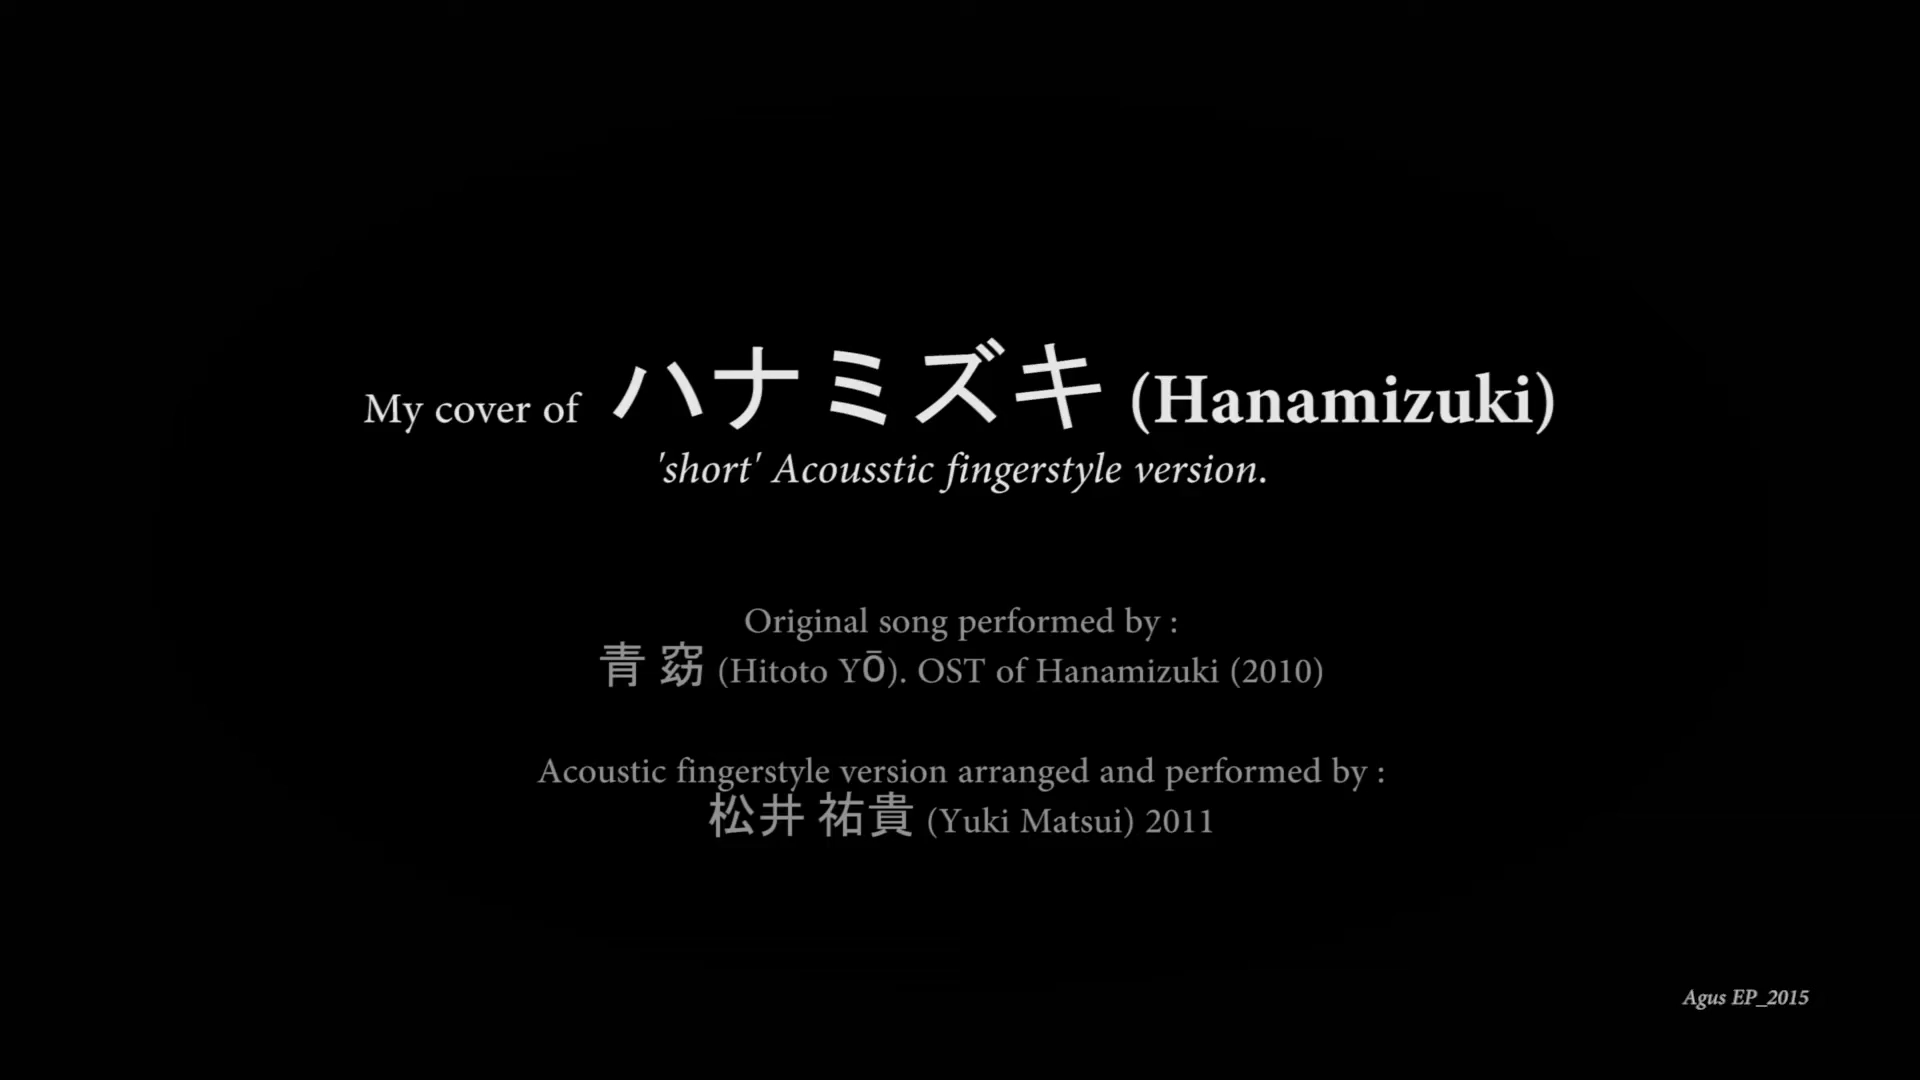 My cover of ハナミズキ (Hanamizuki)
'short' Acousstic fingerstyle version.
Original song performed by :
青 窈 (Hitoto YŌ). OST of Hanamizuki (2010)
Acoustic fingerstyle version arranged and performed by :
松井 祐貴 (Yuki Matsui) 2011
Agus EP_2015